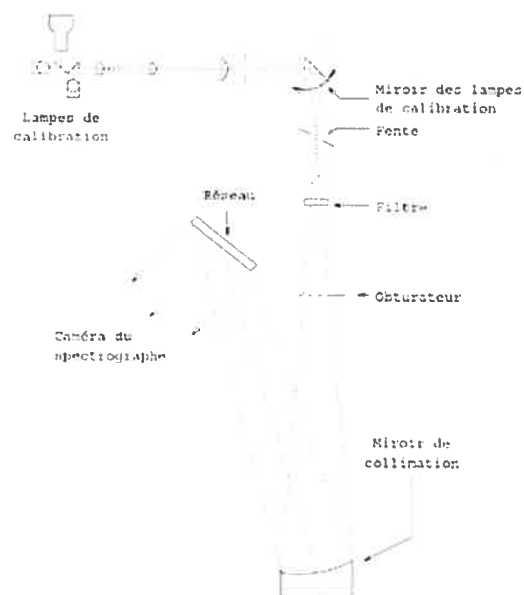 Lampes de
calibration
Miroir des lampes
de calibration
Fente
Réseau
Filtre
Obturateur
Caméra du
spectrographe
Miroir de
collimation